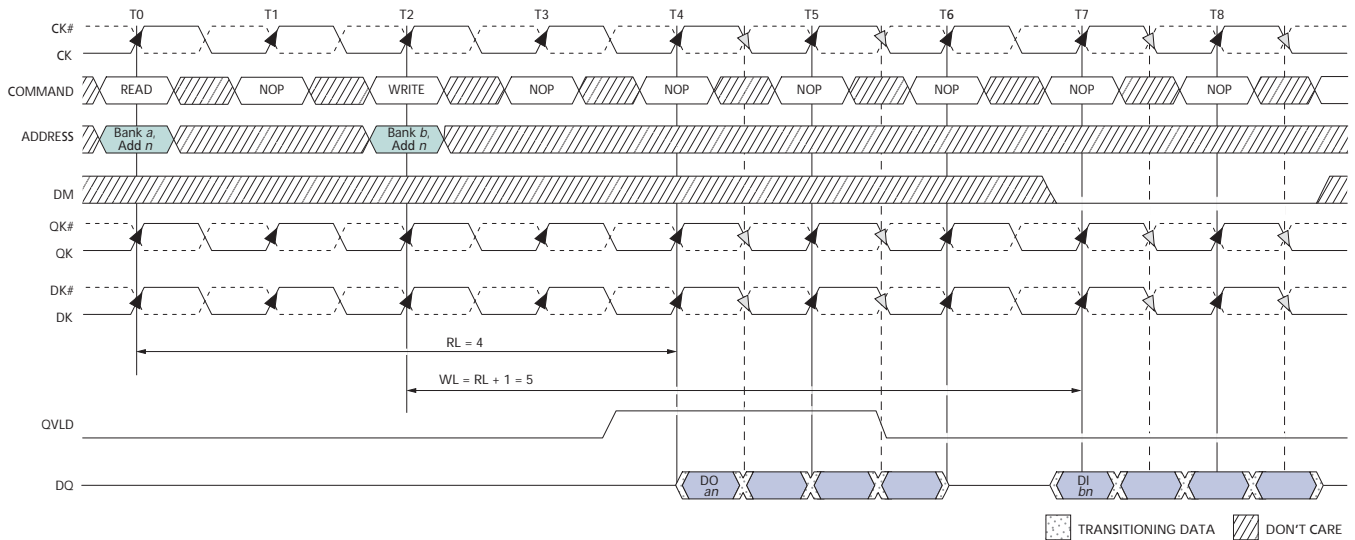 T0 T1 T2 T3 T4 T5 T6 T7 T8
CK#
CK
COMMAND READ NOP WRITE NOP NOP NOP NOP NOP NOP
ADDRESS Bank a, Add n Bank b, Add n
DM
QK#
QK
DK#
DK
RL = 4
WL = RL + 1 = 5
QVLD
DQ DO an DI bn
TRANSITIONING DATA DON'T CARE